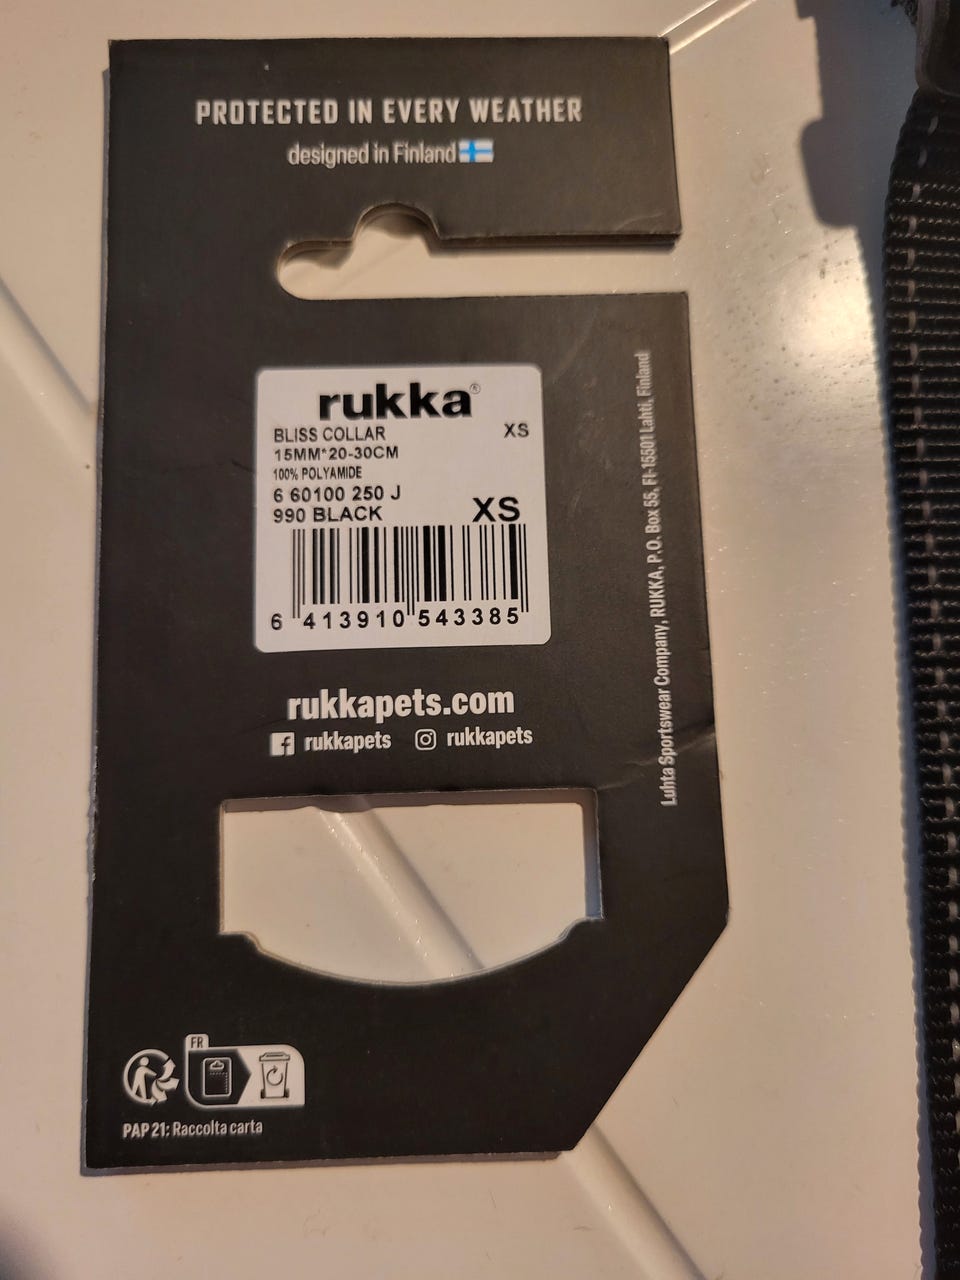 PROTECTED IN EVERY WEATHER
designed in Finland
rukka®
BLISS COLLAR XS
15MM*20-30CM
100% POLYAMIDE
6 60100 250 J
990 BLACK XS
6 413910 543385
rukkapets.com
rukkapets rukkapets
Luhta Sportswear Company, RUKKA, P.O. Box 55, FI-15501 Lahti, Finland
FR
PAP 21: Raccolta carta